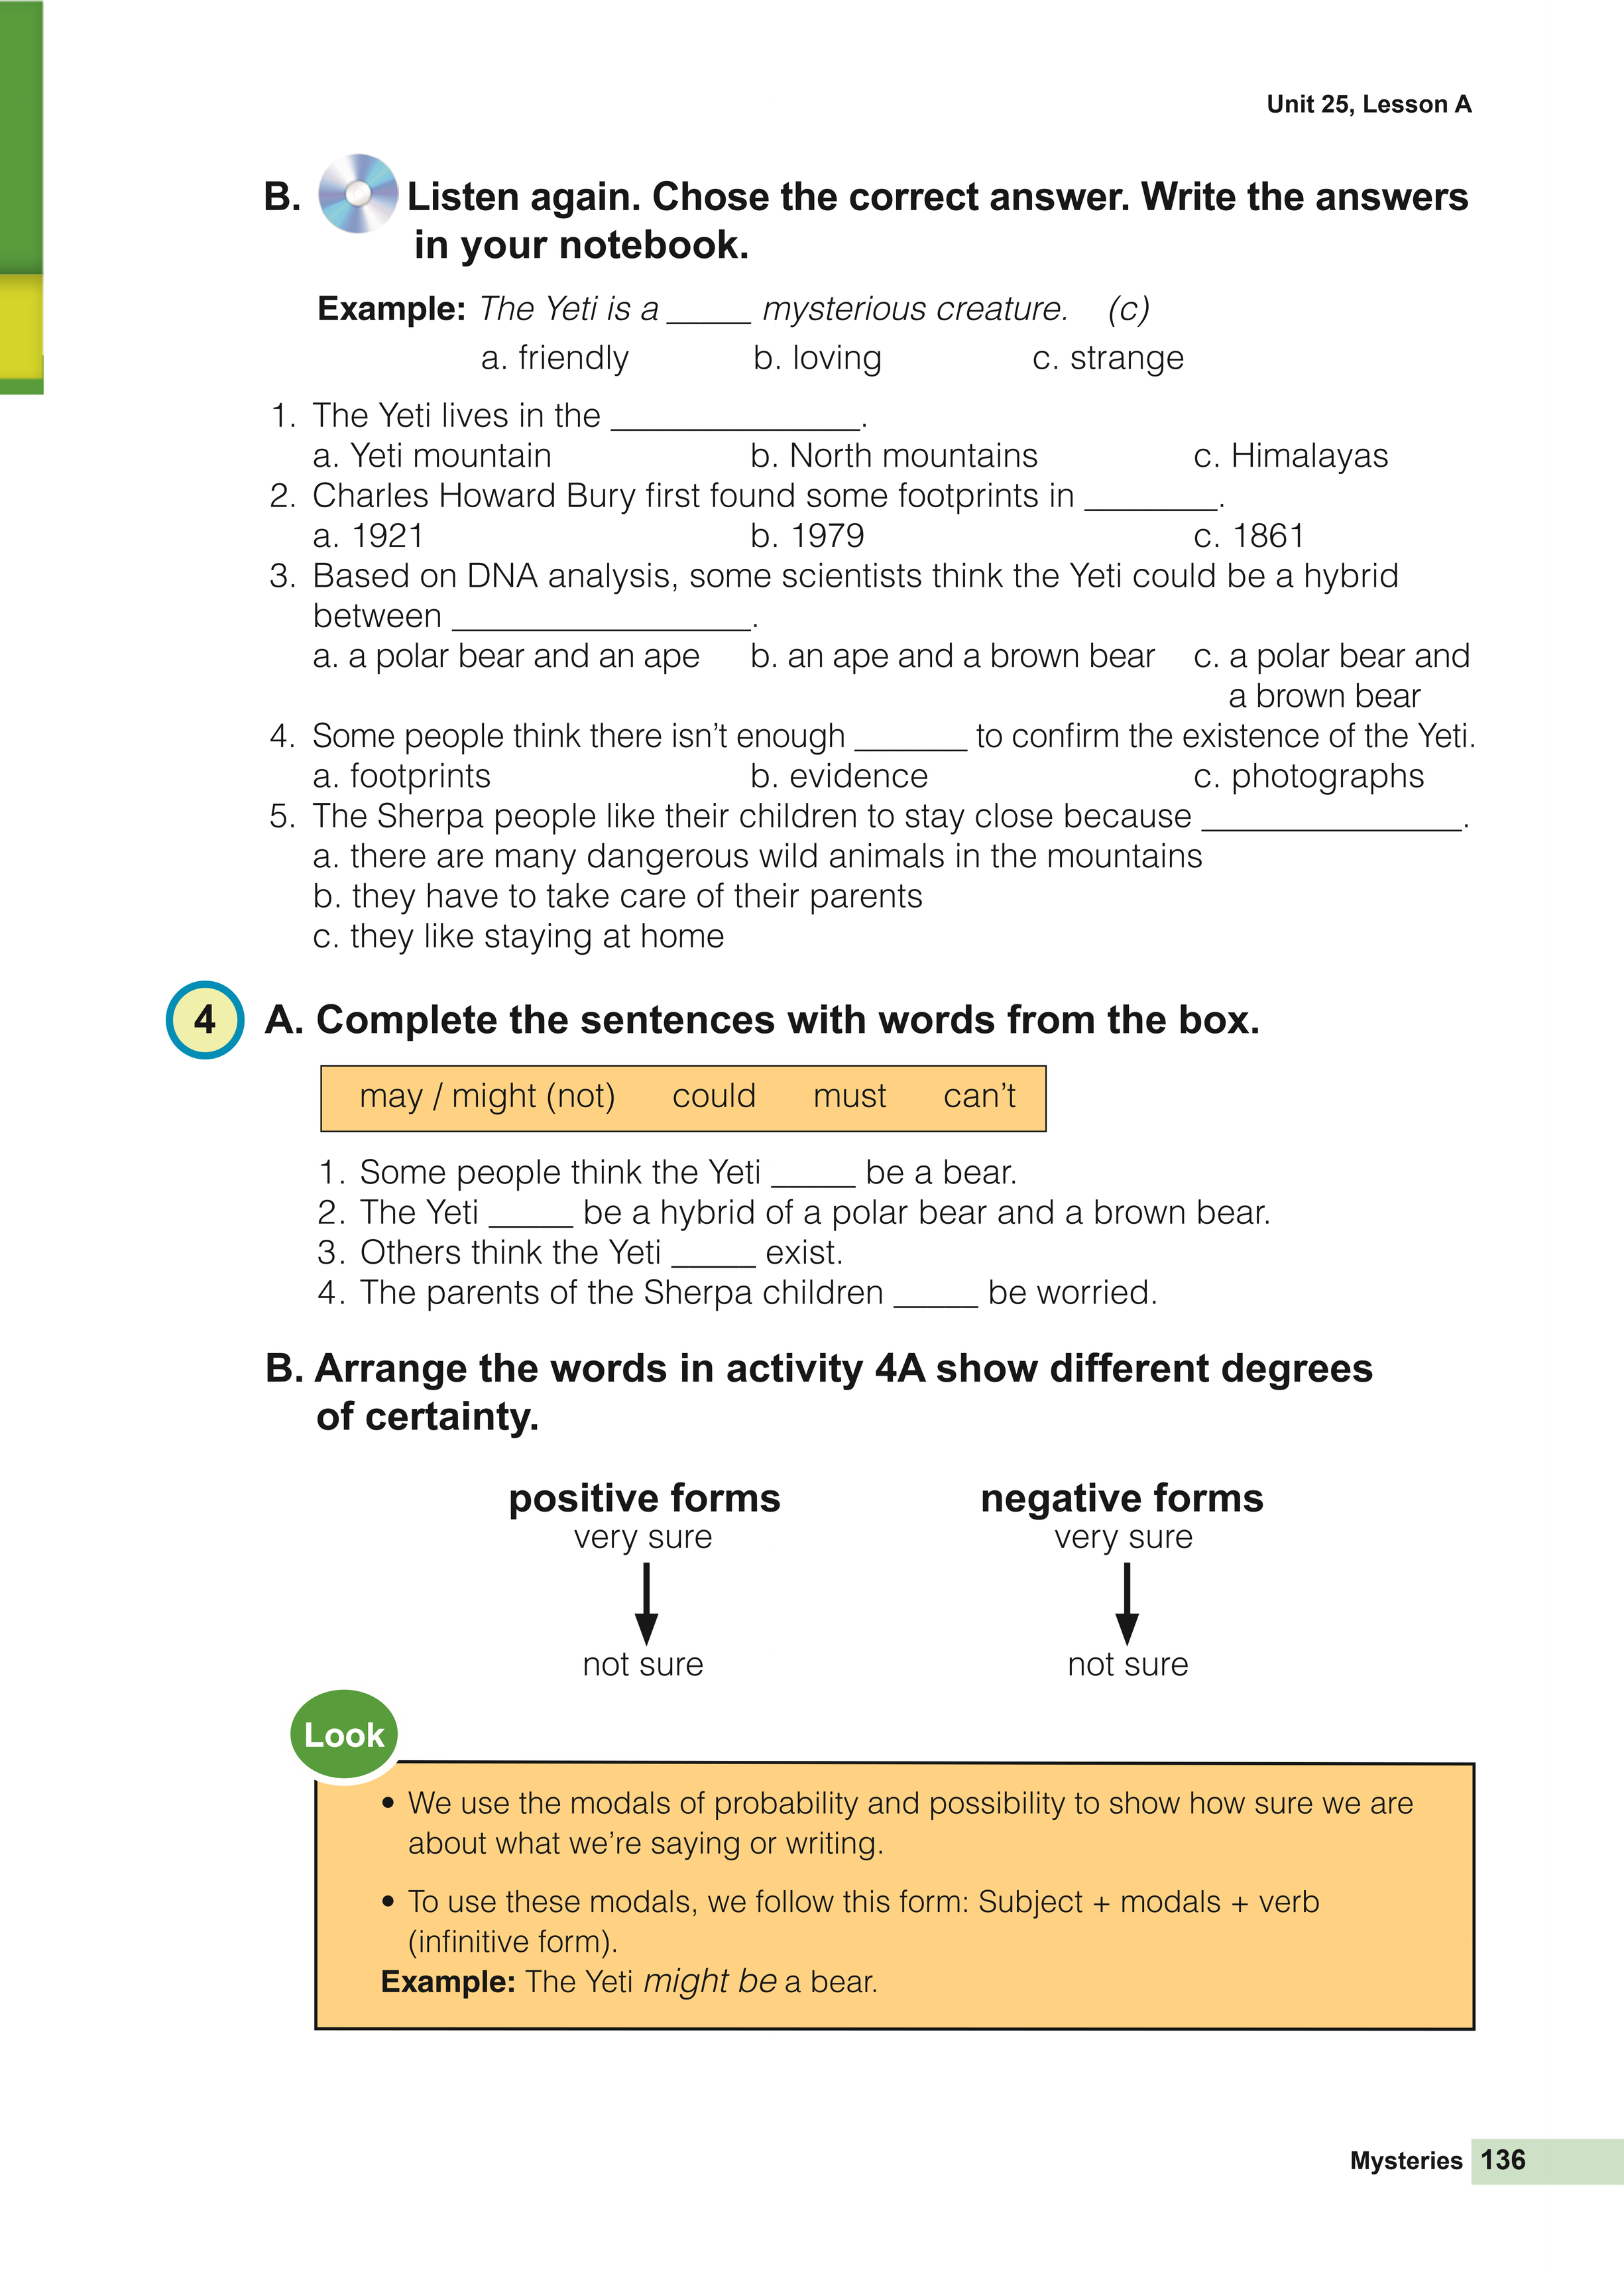 Unit 25, Lesson A
B. Listen again. Chose the correct answer. Write the answers
in your notebook.
Example: The Yeti is a _____ mysterious creature. (c)
a. friendly b. loving c. strange
1. The Yeti lives in the _______________.
a. Yeti mountain b. North mountains c. Himalayas
2. Charles Howard Bury first found some footprints in ________.
a. 1921 b. 1979 c. 1861
3. Based on DNA analysis, some scientists think the Yeti could be a hybrid
between __________________.
a. a polar bear and an ape b. an ape and a brown bear c. a polar bear and
a brown bear
4. Some people think there isn't enough _______ to confirm the existence of the Yeti.
a. footprints b. evidence c. photographs
5. The Sherpa people like their children to stay close because ________________.
a. there are many dangerous wild animals in the mountains
b. they have to take care of their parents
c. they like staying at home
4 A. Complete the sentences with words from the box.
may / might (not) could must can't
1. Some people think the Yeti _____ be a bear.
2. The Yeti _____ be a hybrid of a polar bear and a brown bear.
3. Others think the Yeti _____ exist.
4. The parents of the Sherpa children _____ be worried.
B. Arrange the words in activity 4A show different degrees
of certainty.
positive forms negative forms
very sure very sure
not sure not sure
Look
• We use the modals of probability and possibility to show how sure we are
about what we're saying or writing.
• To use these modals, we follow this form: Subject + modals + verb
(infinitive form).
Example: The Yeti might be a bear.
Mysteries 136